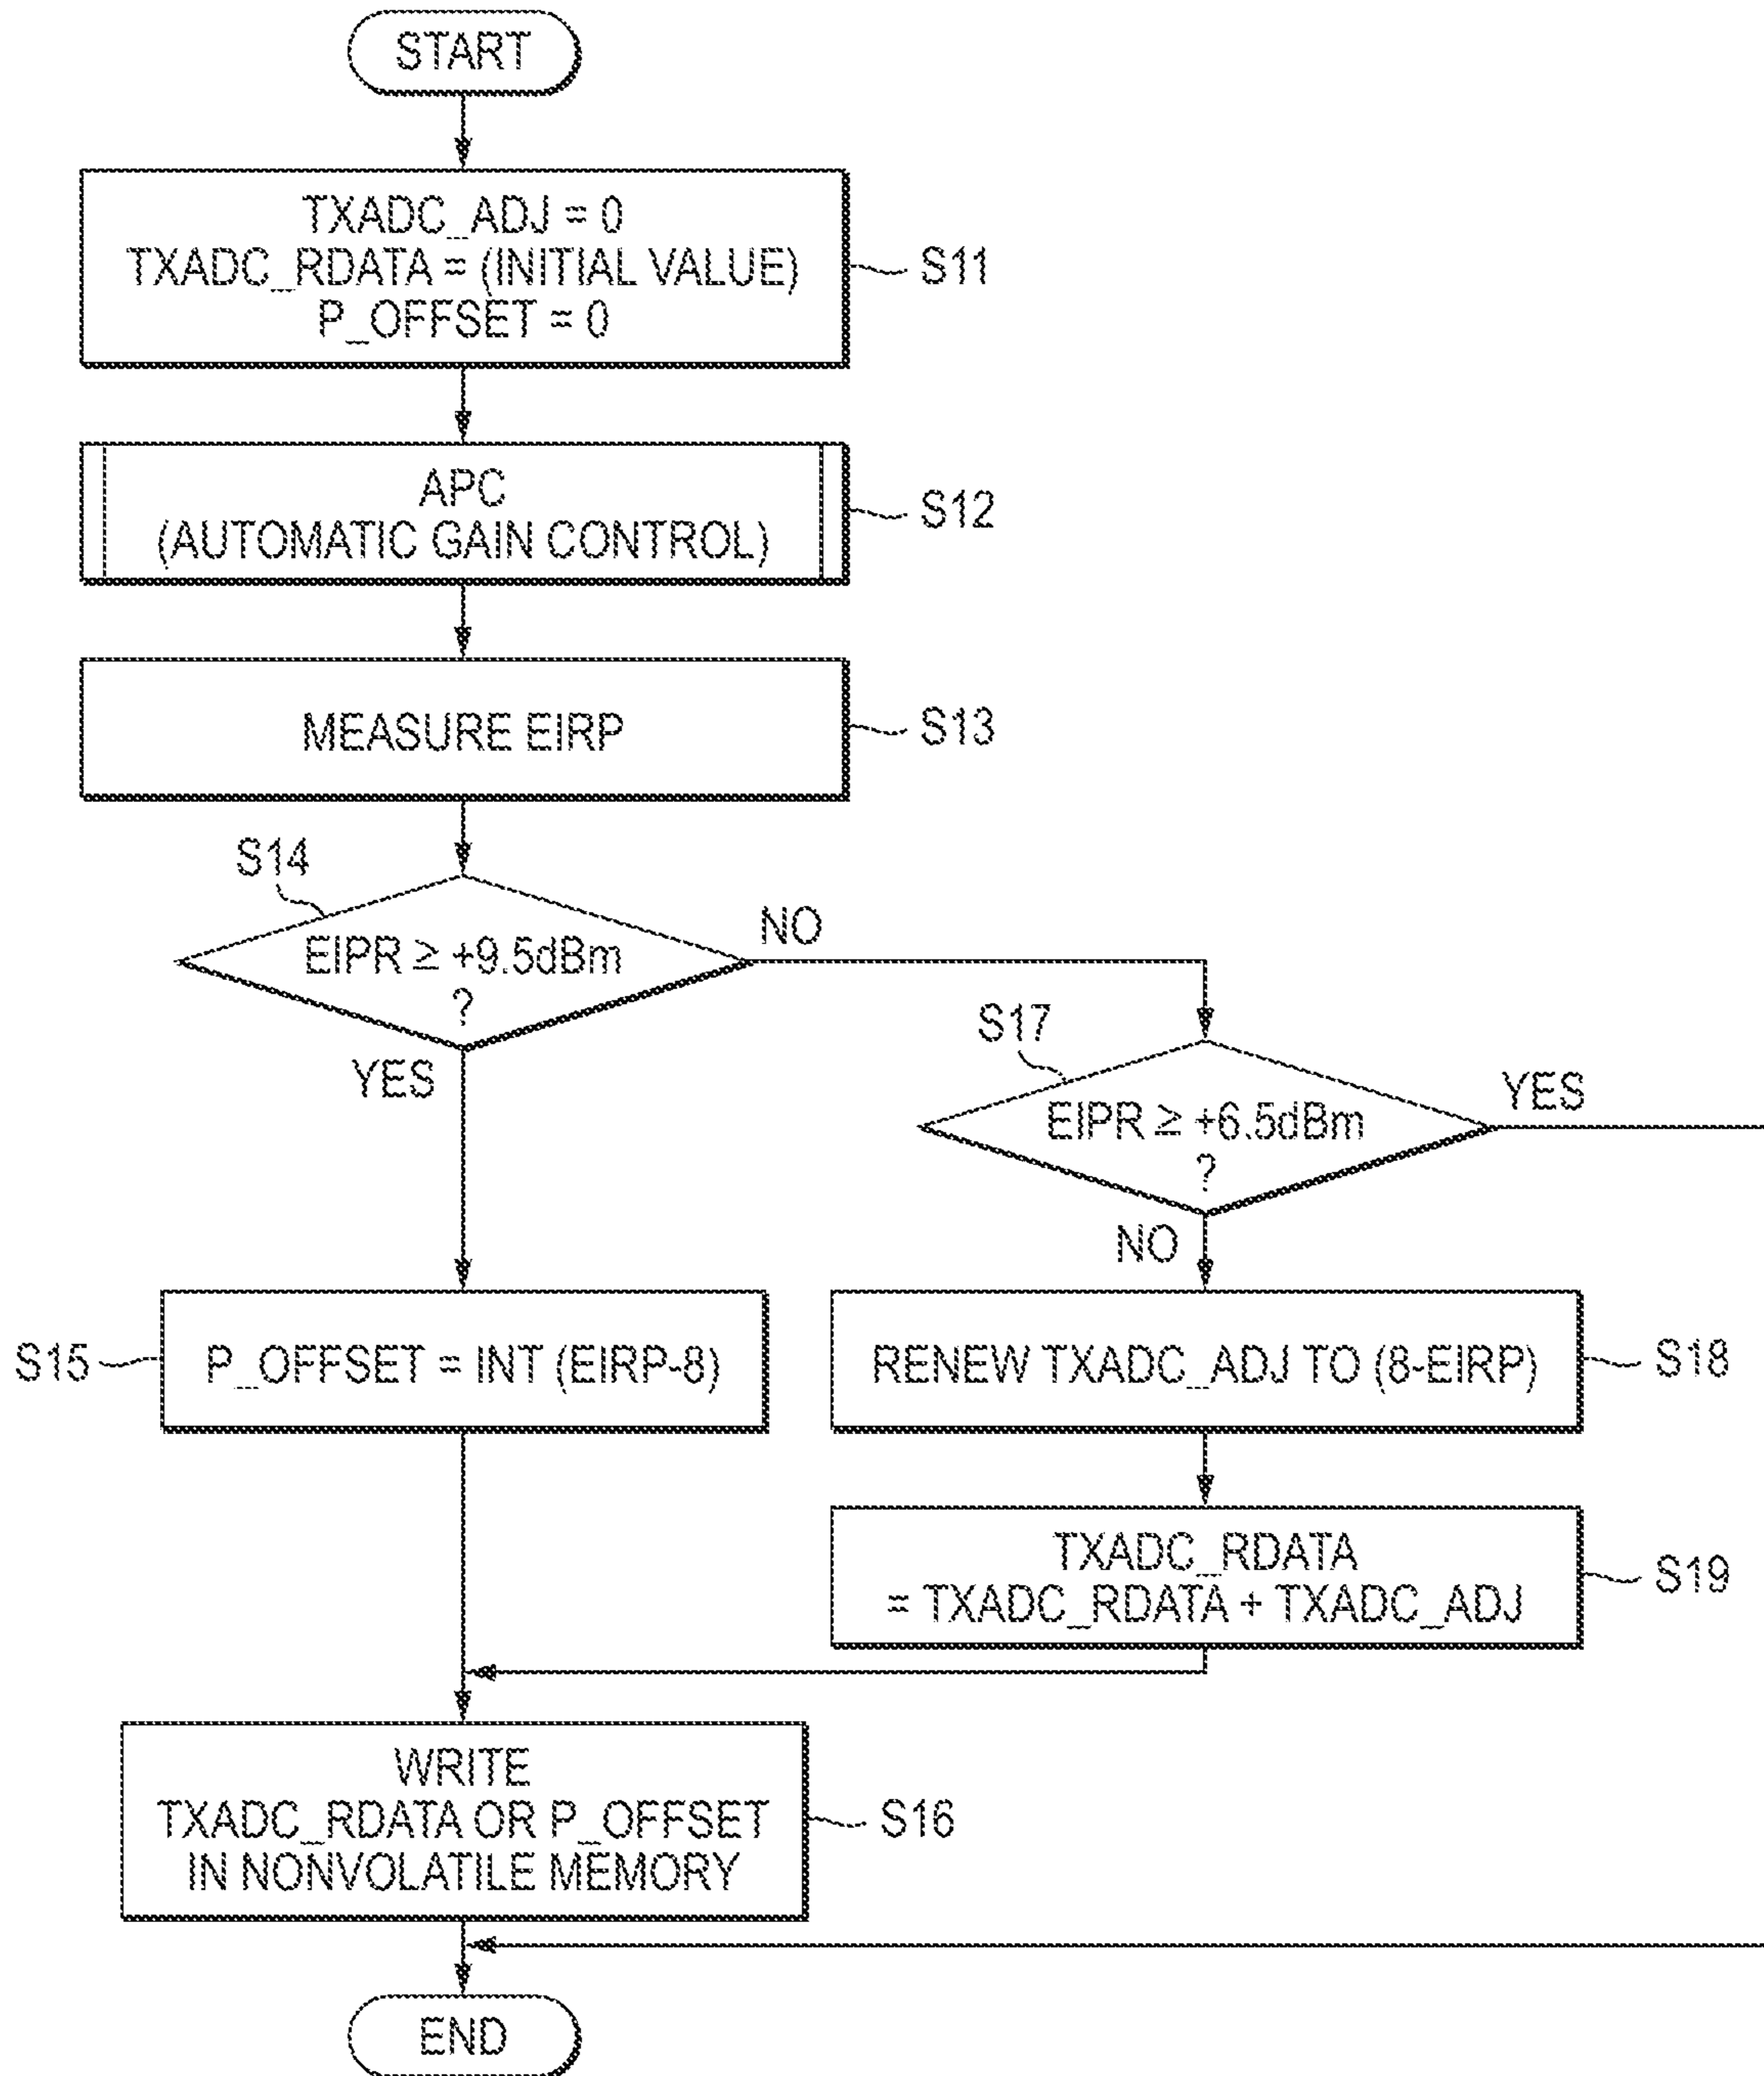 START
TXADC_ADJ = 0
TXADC_RDATA = (INITIAL VALUE)
P_OFFSET = 0
S11
APC
(AUTOMATIC GAIN CONTROL)
S12
MEASURE EIRP
S13
S14
EIPR ≥ +9.5dBm
?
NO
YES
S17
EIPR ≥ +6.5dBm
?
YES
NO
S15
P_OFFSET = INT (EIRP-8)
RENEW TXADC_ADJ TO (8-EIRP)
S18
TXADC_RDATA
= TXADC_RDATA + TXADC_ADJ
S19
WRITE
TXADC_RDATA OR P_OFFSET
IN NONVOLATILE MEMORY
S16
END